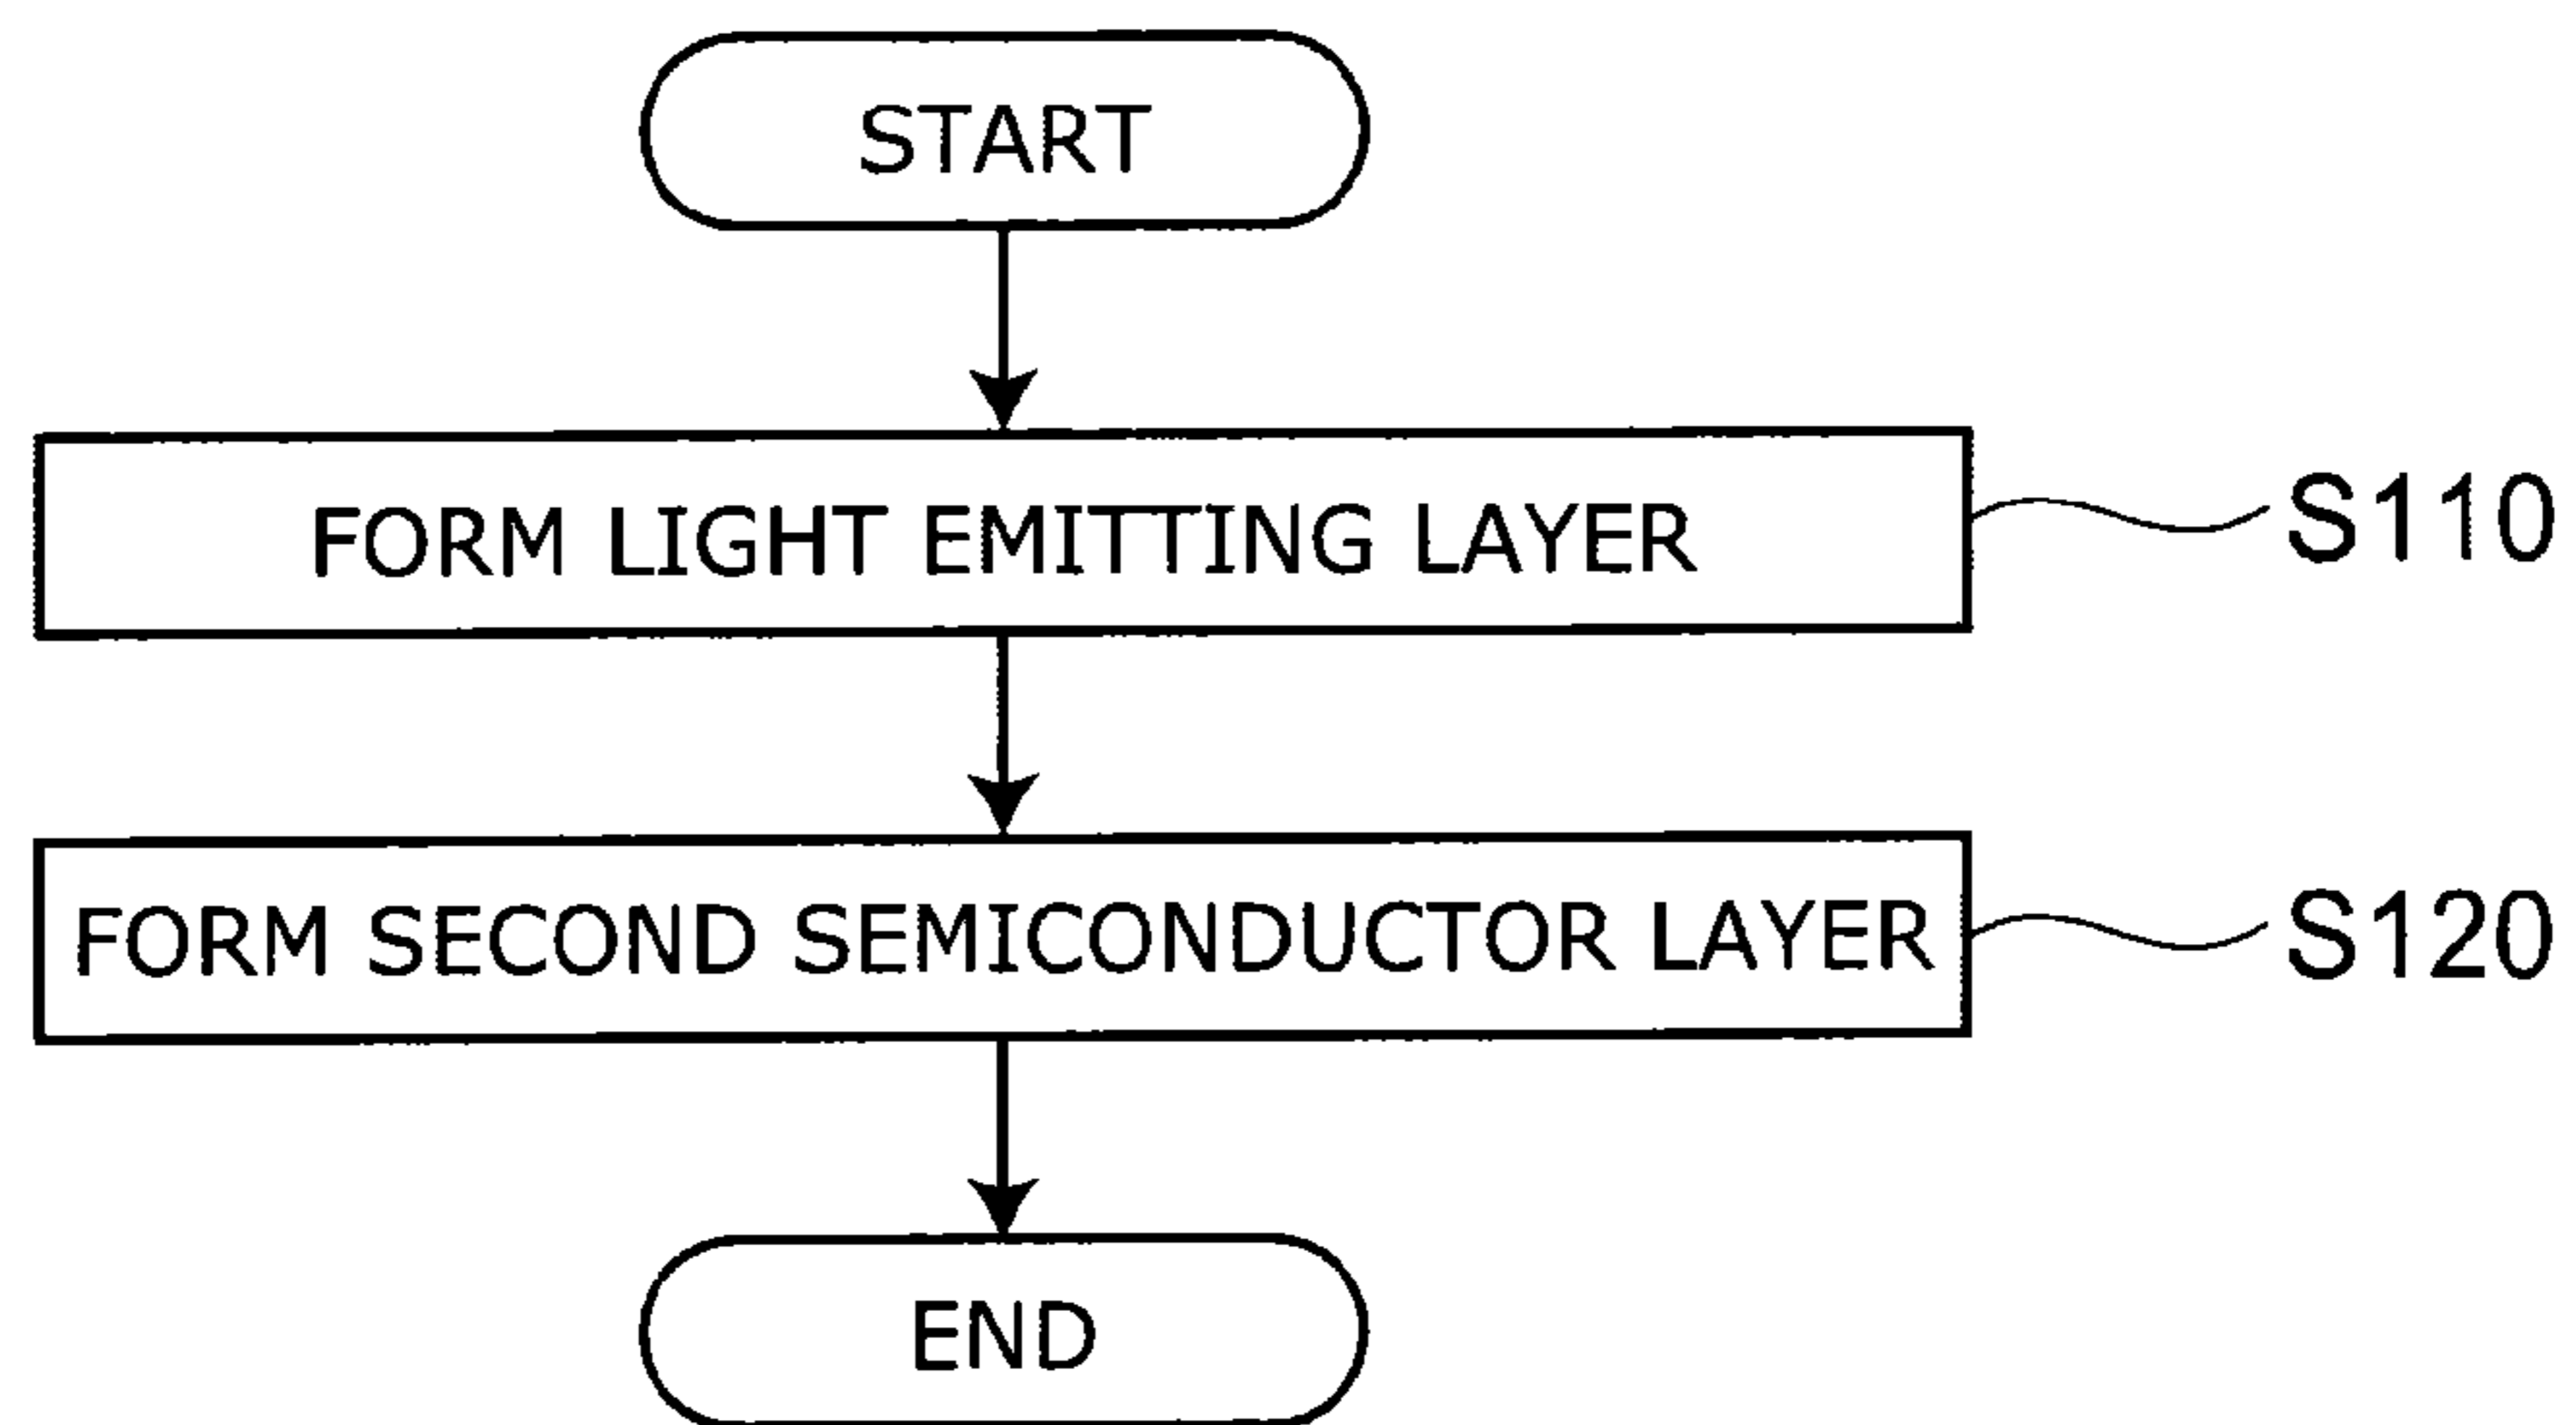 START
FORM LIGHT EMITTING LAYER
S110
FORM SECOND SEMICONDUCTOR LAYER
S120
END